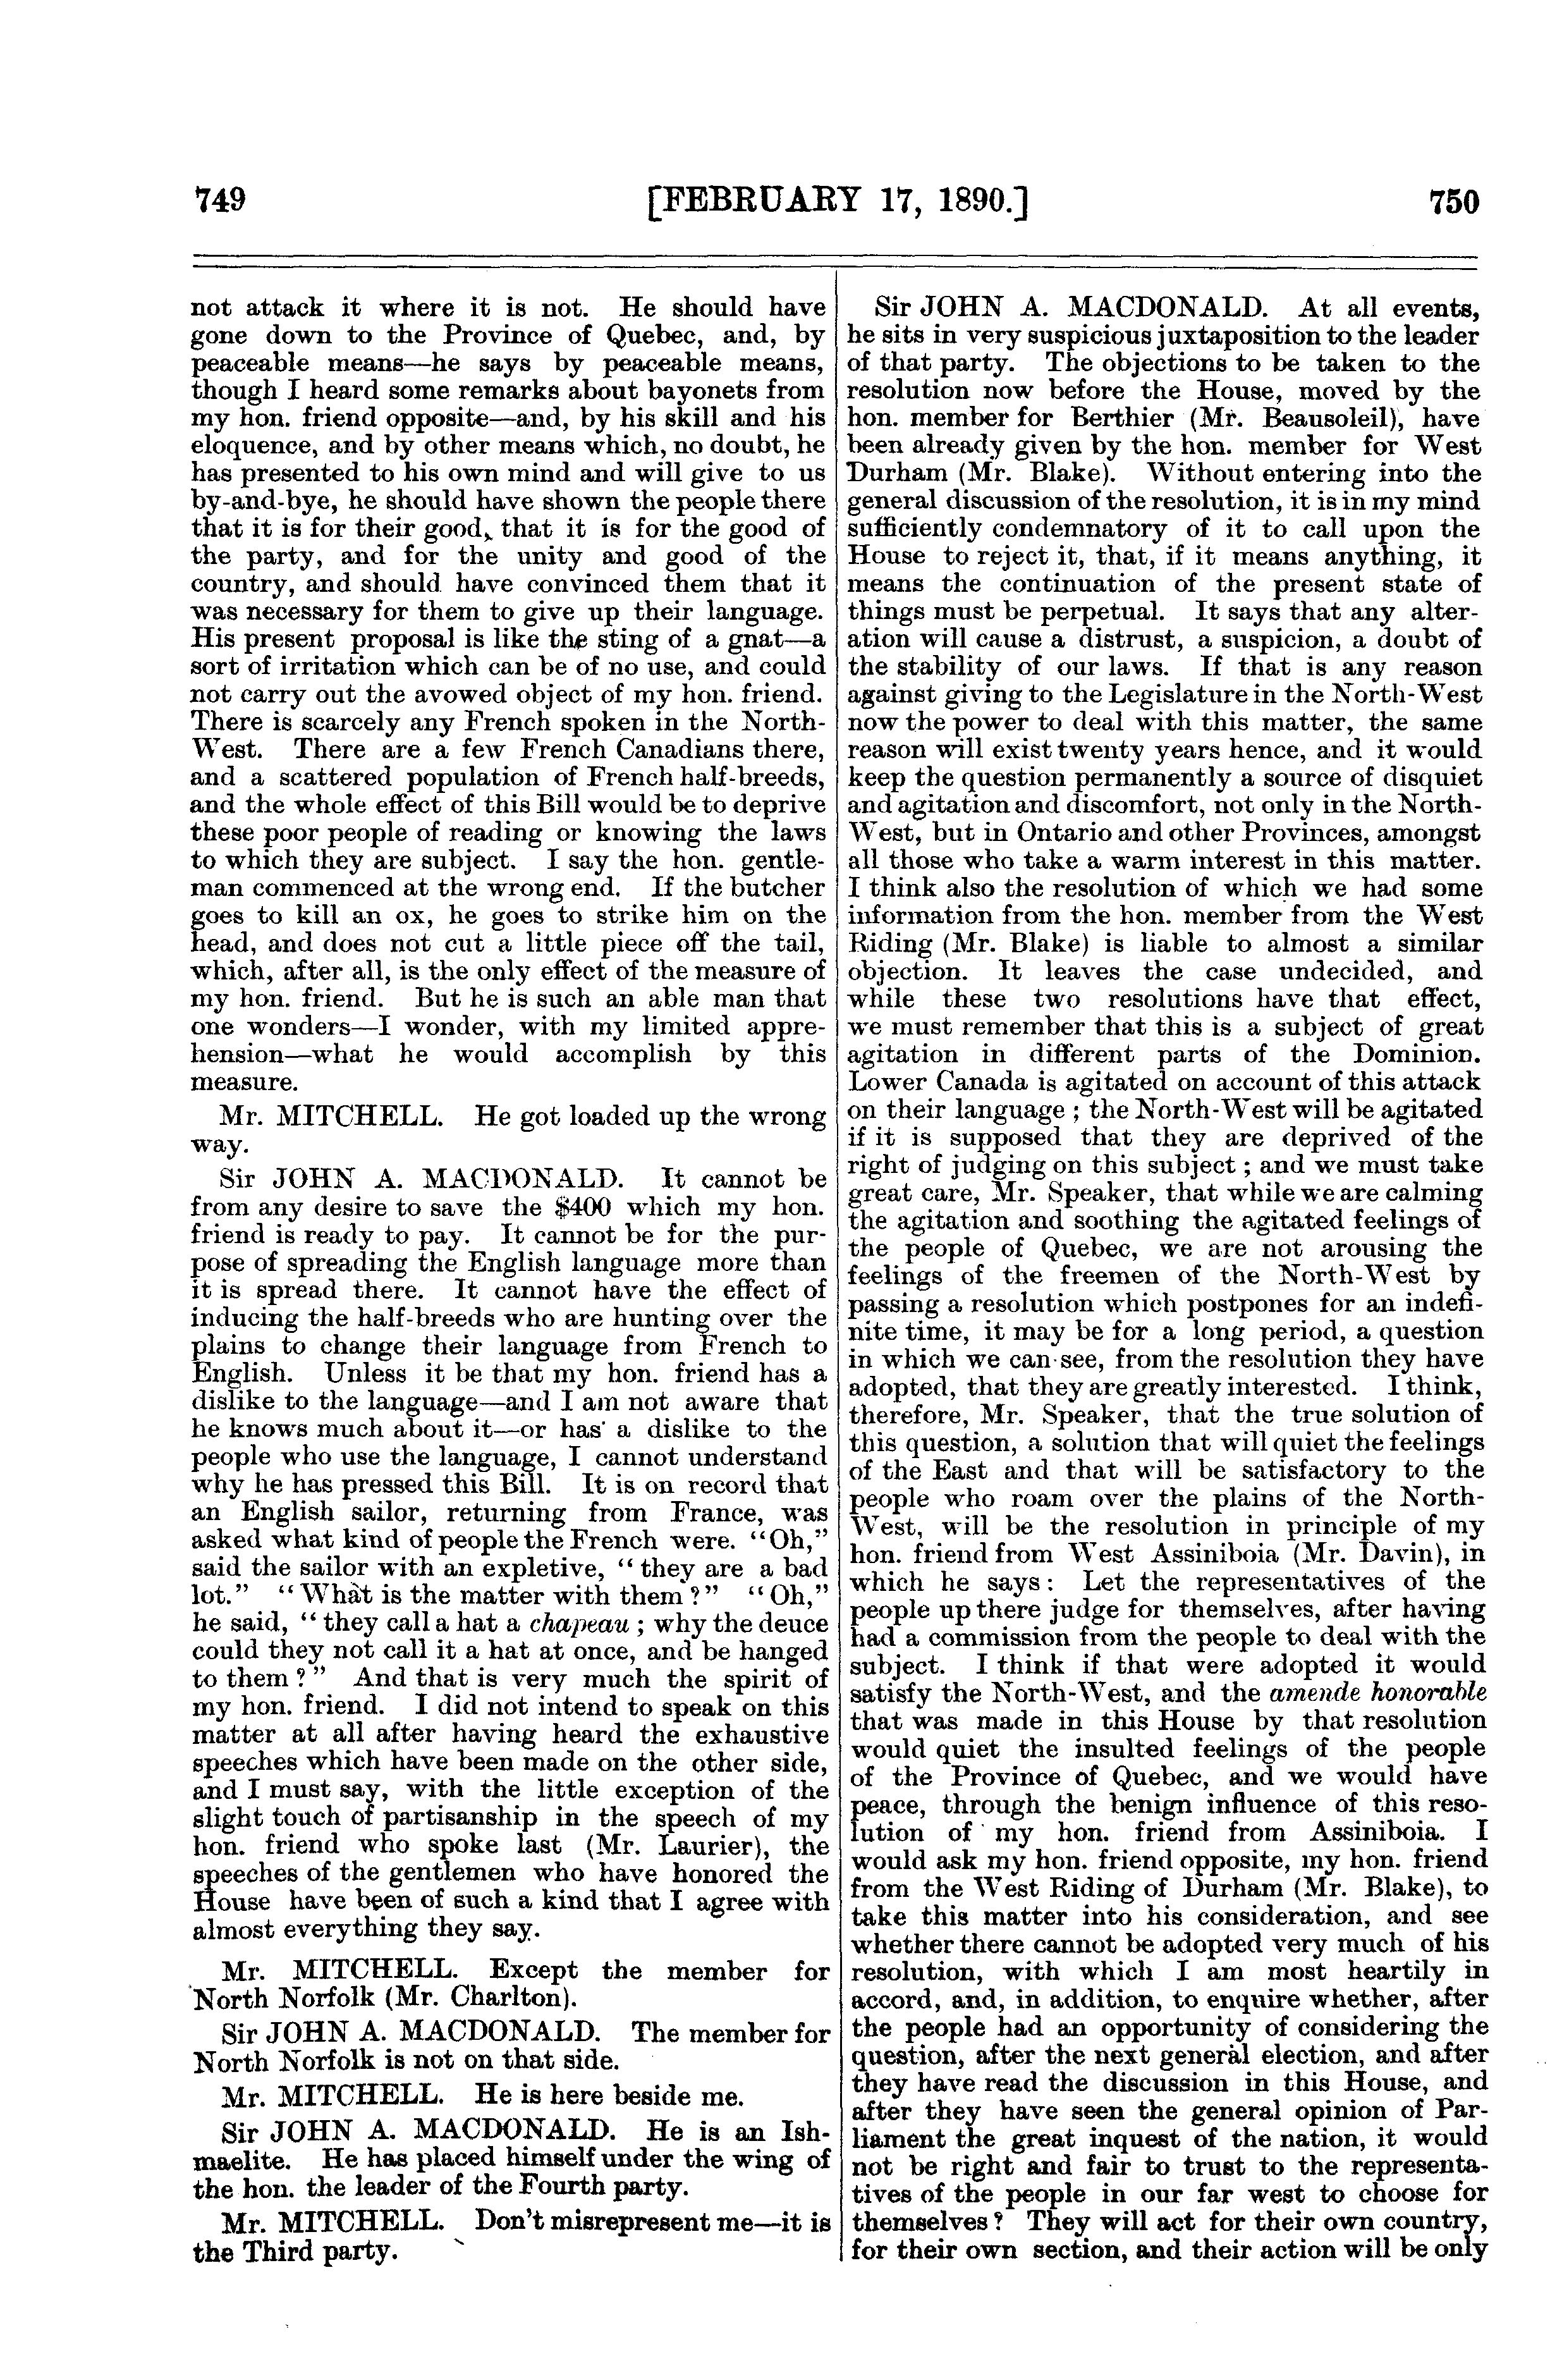 749
[FEBRUARY 17, 1890.]
750
not attack it where it is not. He should have
gone down to the Province of Quebec, and, by
peaceable means—he says by peaceable means,
though I heard some remarks about bayonets from
my hon. friend opposite—and, by his skill and his
eloquence, and by other means which, no doubt, he
has presented to his own mind and will give to us
by-and-bye, he should have shown the people there
that it is for their good, that it is for the good of
the party, and for the unity and good of the
country, and should have convinced them that it
was necessary for them to give up their language.
His present proposal is like the sting of a gnat—a
sort of irritation which can be of no use, and could
not carry out the avowed object of my hon. friend.
There is scarcely any French spoken in the North-
West. There are a few French Canadians there,
and a scattered population of French half-breeds,
and the whole effect of this Bill would be to deprive
these poor people of reading or knowing the laws
to which they are subject. I say the hon. gentle-
man commenced at the wrong end. If the butcher
goes to kill an ox, he goes to strike him on the
head, and does not cut a little piece off the tail,
which, after all, is the only effect of the measure of
my hon. friend. But he is such an able man that
one wonders—I wonder, with my limited appre-
hension—what he would accomplish by this
measure.
Mr. MITCHELL. He got loaded up the wrong
way.
Sir JOHN A. MACDONALD. It cannot be
from any desire to save the $400 which my hon.
friend is ready to pay. It cannot be for the pur-
pose of spreading the English language more than
it is spread there. It cannot have the effect of
inducing the half-breeds who are hunting over the
plains to change their language from French to
English. Unless it be that my hon. friend has a
dislike to the language—and I am not aware that
he knows much about it—or has a dislike to the
people who use the language, I cannot understand
why he has pressed this Bill. It is on record that
an English sailor, returning from France, was
asked what kind of people the French were. "Oh,"
said the sailor with an expletive, "they are a bad
lot." "What is the matter with them?" "Oh,"
he said, "they call a hat a chapeau; why the deuce
could they not call it a hat at once, and be hanged
to them?" And that is very much the spirit of
my hon. friend. I did not intend to speak on this
matter at all after having heard the exhaustive
speeches which have been made on the other side,
and I must say, with the little exception of the
slight touch of partisanship in the speech of my
hon. friend who spoke last (Mr. Laurier), the
speeches of the gentlemen who have honored the
House have been of such a kind that I agree with
almost everything they say.
Mr. MITCHELL. Except the member for
North Norfolk (Mr. Charlton).
Sir JOHN A. MACDONALD. The member for
North Norfolk is not on that side.
Mr. MITCHELL. He is here beside me.
Sir JOHN A. MACDONALD. He is an Ish-
maelite. He has placed himself under the wing of
the hon. the leader of the Fourth party.
Mr. MITCHELL. Don't misrepresent me—it is
the Third party.
Sir JOHN A. MACDONALD. At all events,
he sits in very suspicious juxtaposition to the leader
of that party. The objections to be taken to the
resolution now before the House, moved by the
hon. member for Berthier (Mr. Beausoleil), have
been already given by the hon. member for West
Durham (Mr. Blake). Without entering into the
general discussion of the resolution, it is in my mind
sufficiently condemnatory of it to call upon the
House to reject it, that, if it means anything, it
means the continuation of the present state of
things must be perpetual. It says that any alter-
ation will cause a distrust, a suspicion, a doubt of
the stability of our laws. If that is any reason
against giving to the Legislature in the North-West
now the power to deal with this matter, the same
reason will exist twenty years hence, and it would
keep the question permanently a source of disquiet
and agitation and discomfort, not only in the North-
West, but in Ontario and other Provinces, amongst
all those who take a warm interest in this matter.
I think also the resolution of which we had some
information from the hon. member from the West
Riding (Mr. Blake) is liable to almost a similar
objection. It leaves the case undecided, and
while these two resolutions have that effect,
we must remember that this is a subject of great
agitation in different parts of the Dominion.
Lower Canada is agitated on account of this attack
on their language; the North-West will be agitated
if it is supposed that they are deprived of the
right of judging on this subject; and we must take
great care, Mr. Speaker, that while we are calming
the agitation and soothing the agitated feelings of
the people of Quebec, we are not arousing the
feelings of the freemen of the North-West by
passing a resolution which postpones for an indefi-
nite time, it may be for a long period, a question
in which we can see, from the resolution they have
adopted, that they are greatly interested. I think,
therefore, Mr. Speaker, that the true solution of
this question, a solution that will quiet the feelings
of the East and that will be satisfactory to the
people who roam over the plains of the North-
West, will be the resolution in principle of my
hon. friend from West Assiniboia (Mr. Davin), in
which he says: Let the representatives of the
people up there judge for themselves, after having
had a commission from the people to deal with the
subject. I think if that were adopted it would
satisfy the North-West, and the amende honorable
that was made in this House by that resolution
would quiet the insulted feelings of the people
of the Province of Quebec, and we would have
peace, through the benign influence of this reso-
lution of my hon. friend from Assiniboia. I
would ask my hon. friend opposite, my hon. friend
from the West Riding of Durham (Mr. Blake), to
take this matter into his consideration, and see
whether there cannot be adopted very much of his
resolution, with which I am most heartily in
accord, and, in addition, to enquire whether, after
the people had an opportunity of considering the
question, after the next general election, and after
they have read the discussion in this House, and
after they have seen the general opinion of Par-
liament the great inquest of the nation, it would
not be right and fair to trust to the representa-
tives of the people in our far west to choose for
themselves? They will act for their own country,
for their own section, and their action will be only